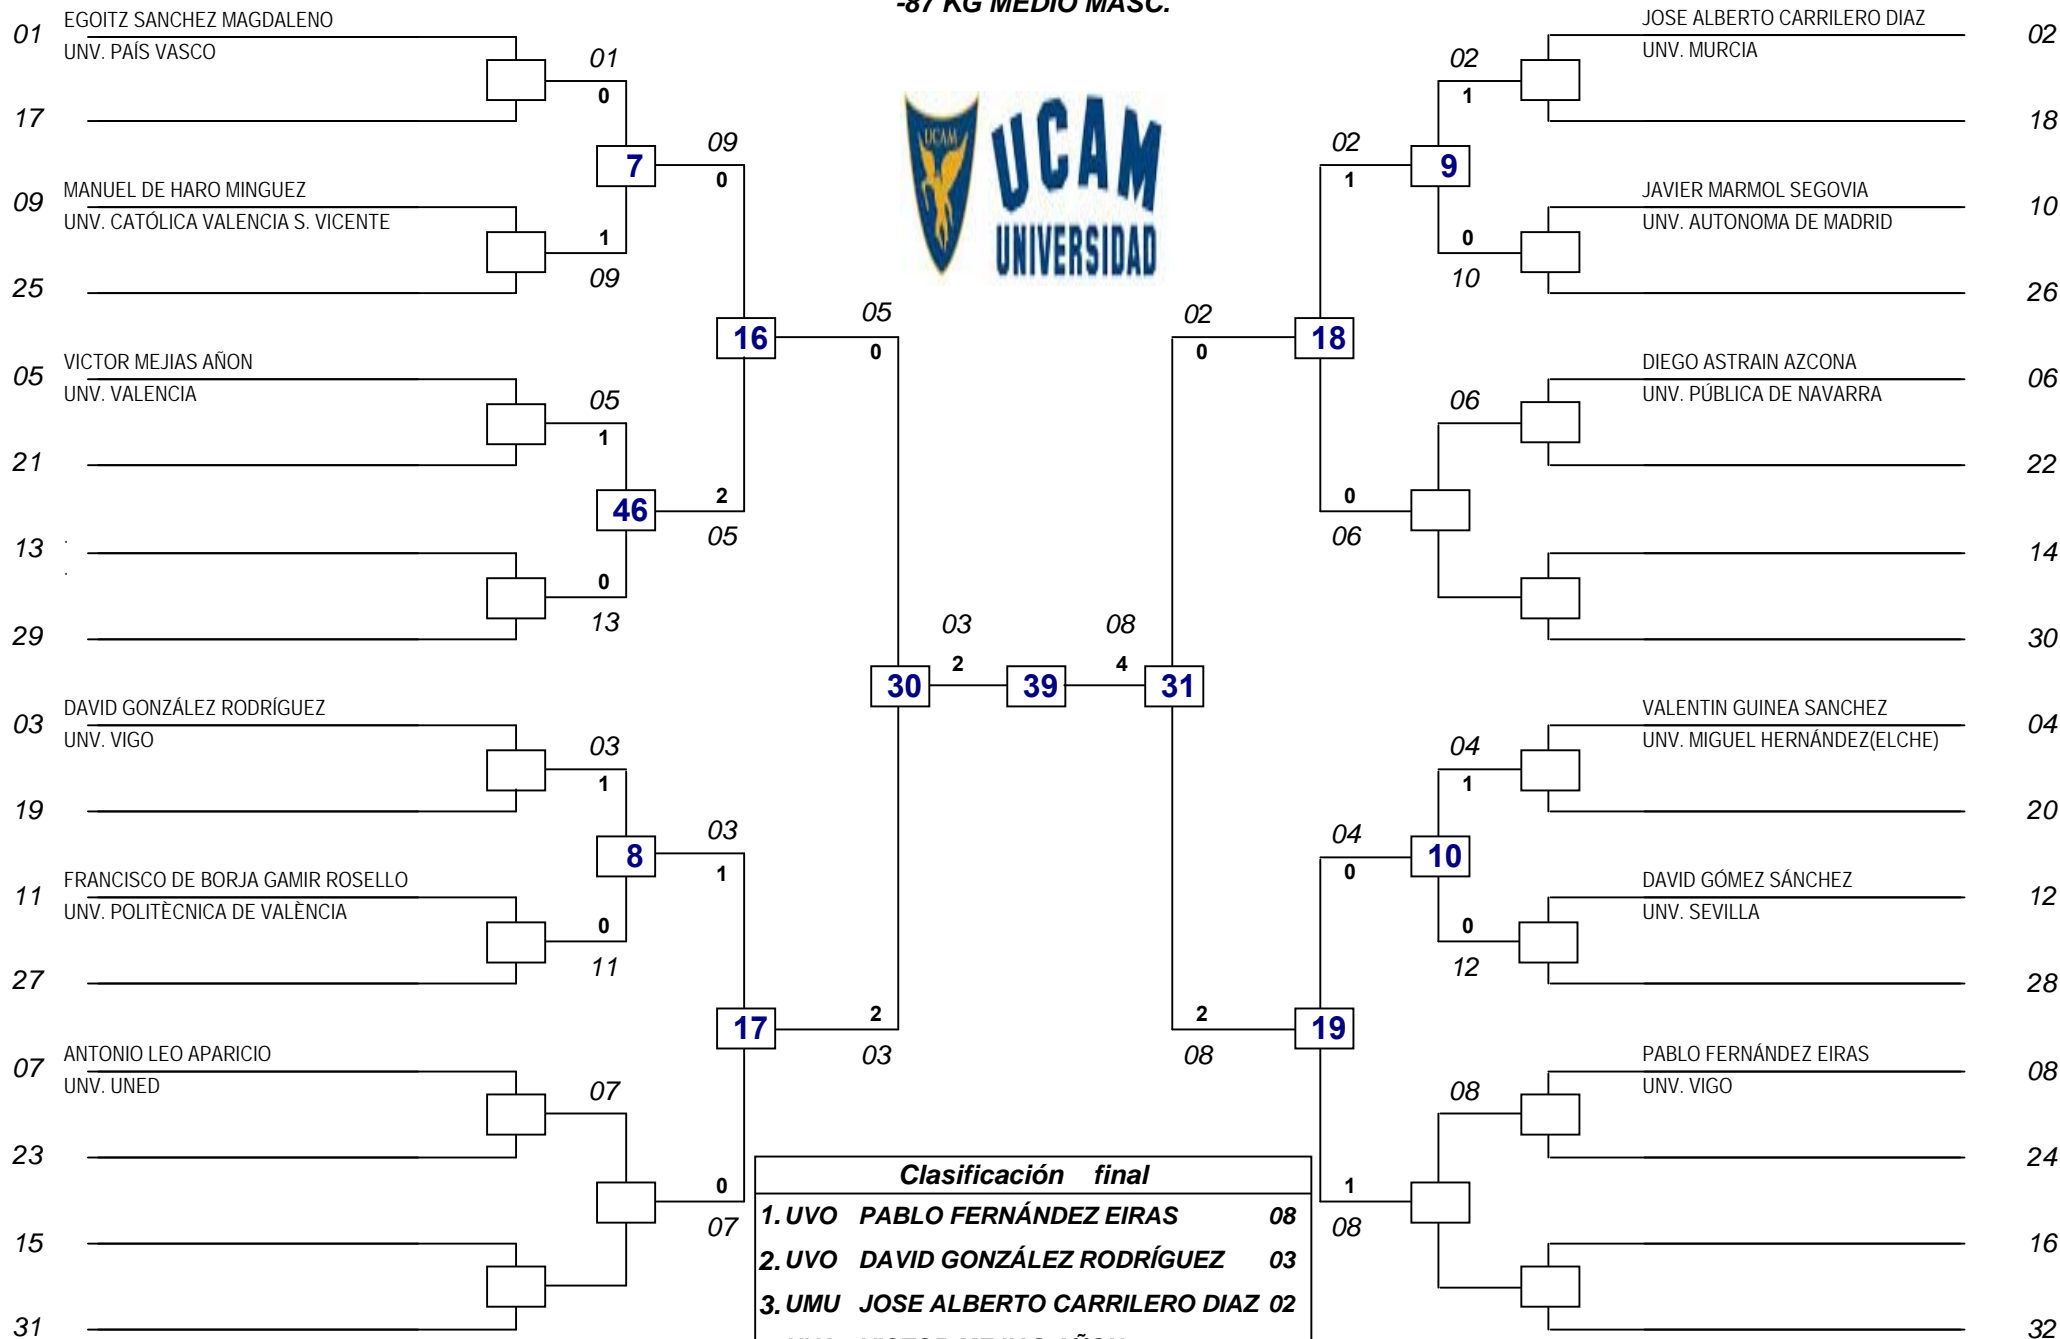 -87 KG MEDIO MASC.
01 EGOITZ SANCHEZ MAGDALENO
UNV. PAÍS VASCO
17
09 MANUEL DE HARO MINGUEZ
UNV. CATÓLICA VALENCIA S. VICENTE
25
05 VICTOR MEJIAS AÑON
UNV. VALENCIA
21
13 .
.
29
03 DAVID GONZÁLEZ RODRÍGUEZ
UNV. VIGO
19
11 FRANCISCO DE BORJA GAMIR ROSELLO
UNV. POLITÈCNICA DE VALÈNCIA
27
07 ANTONIO LEO APARICIO
UNV. UNED
23
15
31
01
0
7
1
09
05
1
46
0
13
03
1
8
0
11
07
09
0
16
2
05
03
1
17
0
07
05
0
30
2
03
03
2
39
08
4
31
02
0
2
08
UCAM
UCAM
UNIVERSIDAD
02
1
18
0
06
04
0
19
1
08
02
1
9
0
10
06
04
1
10
0
12
08
JOSE ALBERTO CARRILERO DIAZ 02
UNV. MURCIA
18
JAVIER MARMOL SEGOVIA 10
UNV. AUTONOMA DE MADRID
26
DIEGO ASTRAIN AZCONA 06
UNV. PÚBLICA DE NAVARRA
22
14
30
VALENTIN GUINEA SANCHEZ 04
UNV. MIGUEL HERNÁNDEZ(ELCHE)
20
DAVID GÓMEZ SÁNCHEZ 12
UNV. SEVILLA
28
PABLO FERNÁNDEZ EIRAS 08
UNV. VIGO
24
16
32
Clasificación final
1. UVO PABLO FERNÁNDEZ EIRAS 08
2. UVO DAVID GONZÁLEZ RODRÍGUEZ 03
3. UMU JOSE ALBERTO CARRILERO DIAZ 02
VICTOR MEJIAS AÑON